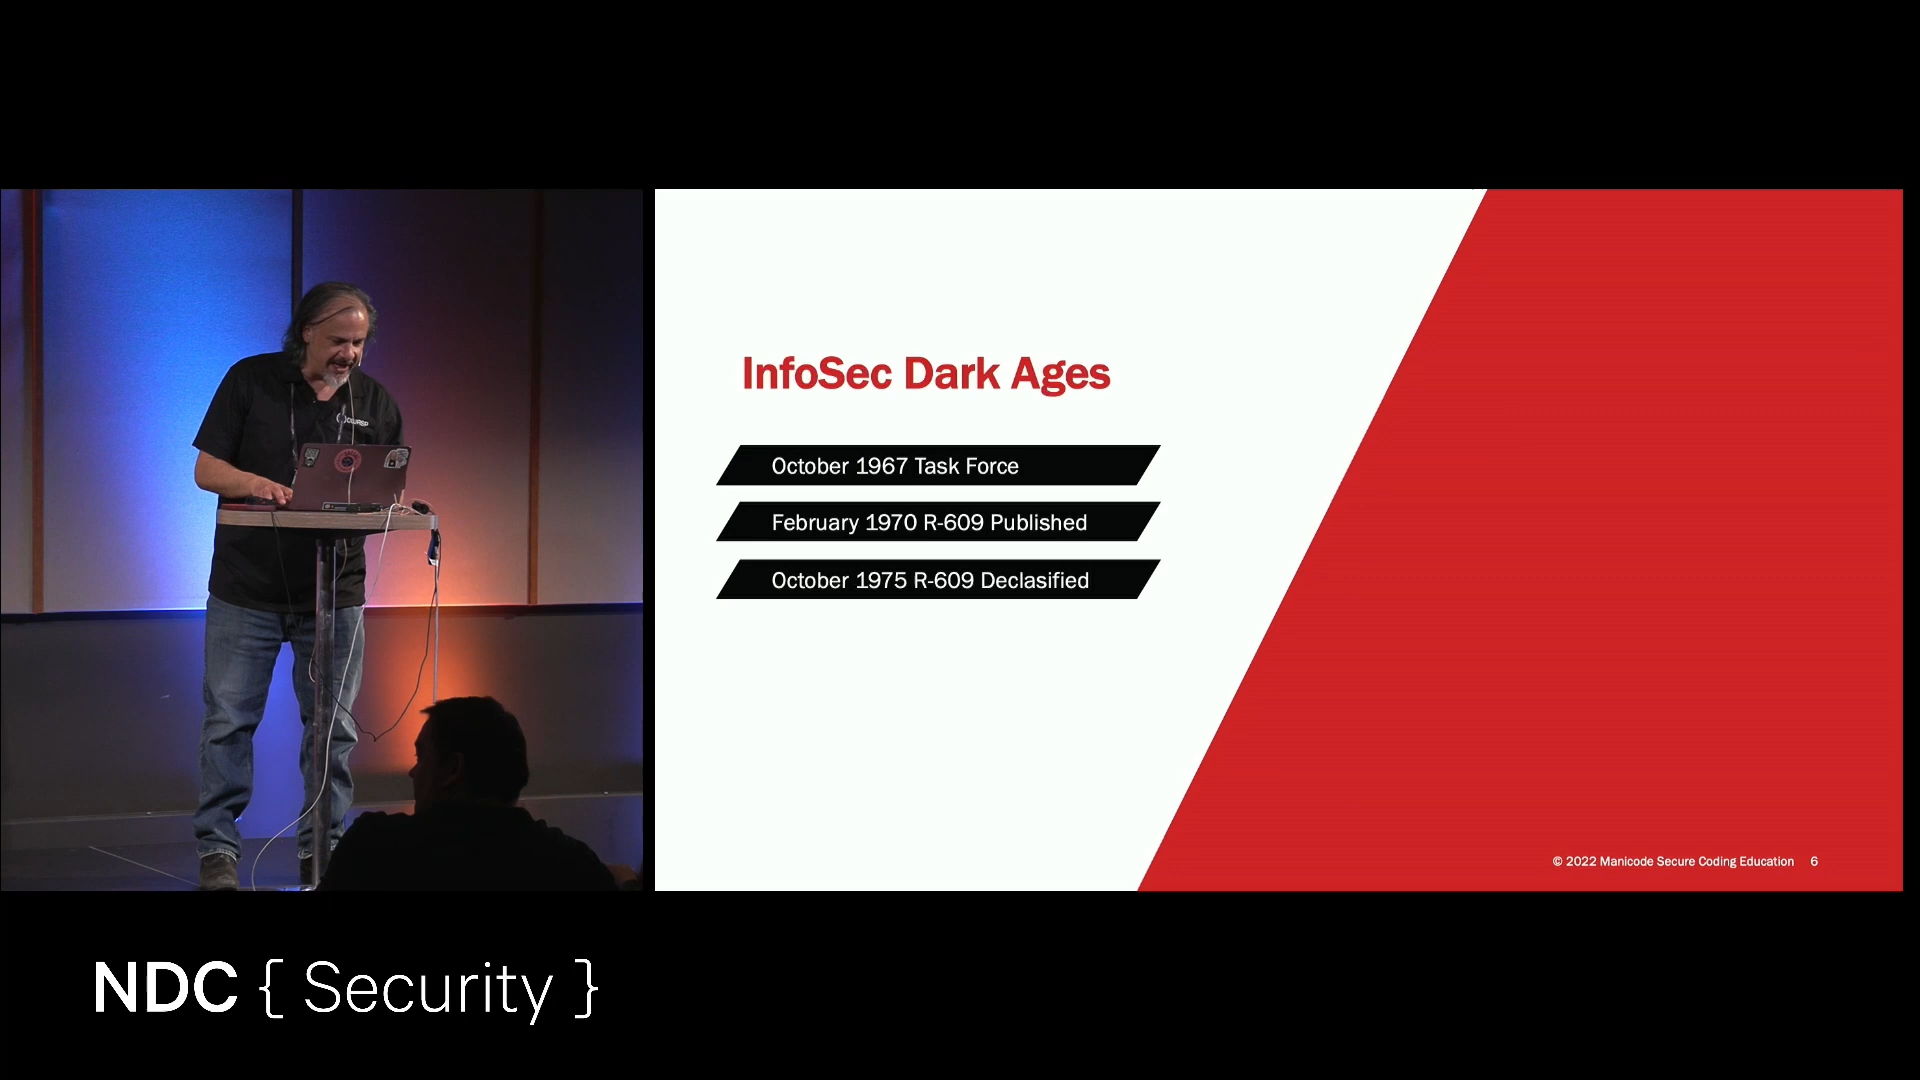 InfoSec Dark Ages
October 1967 Task Force
February 1970 R-609 Published
October 1975 R-609 Declasified
© 2022 Manicode Secure Coding Education 6
NDC { Security }